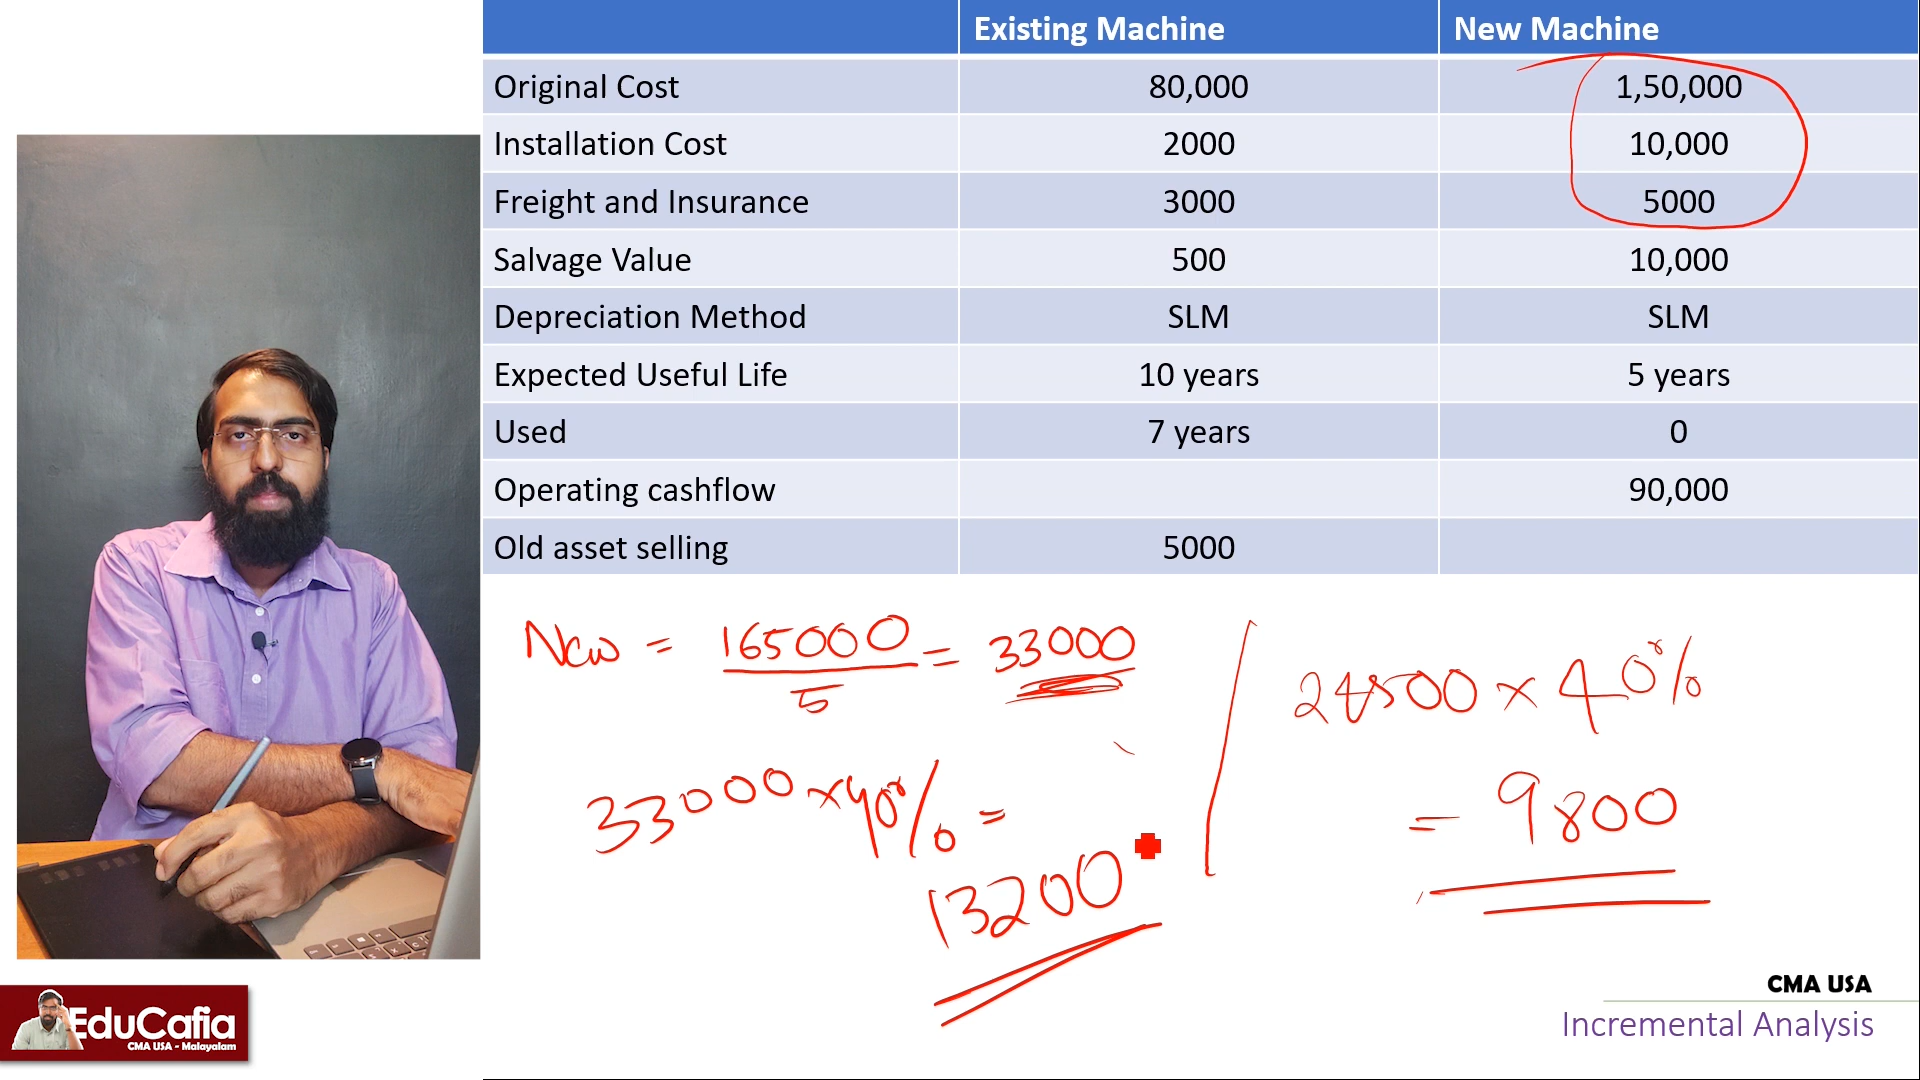 Existing Machine New Machine
Original Cost 80,000 1,50,000
Installation Cost 2000 10,000
Freight and Insurance 3000 5000
Salvage Value 500 10,000
Depreciation Method SLM SLM
Expected Useful Life 10 years 5 years
Used 7 years 0
Operating cashflow 90,000
Old asset selling 5000
New = 165000 / 5 = 33000
33000 x 40% =
13200
24500 x 40%
= 9800
CMA USA
Incremental Analysis
EduCafia
CMA USA - Malayalam